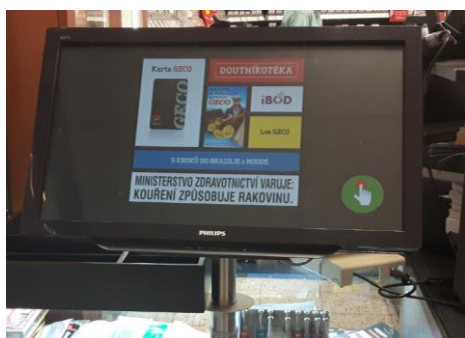 Karta GECO
GECO
DOUTNÍKOTÉKA
GECO
iBOD
Los GECO
5 KROKŮ DO BRAZÍLIE s MOODS
MINISTERSTVO ZDRAVOTNICTVÍ VARUJE:
KOUŘENÍ ZPŮSOBUJE RAKOVINU.
PHILIPS